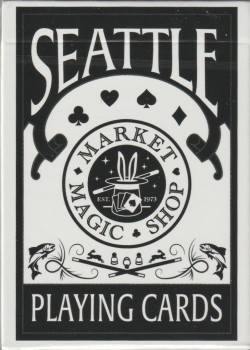 SEATTLE
MARKET
MAGIC SHOP
EST. 1973
PLAYING CARDS